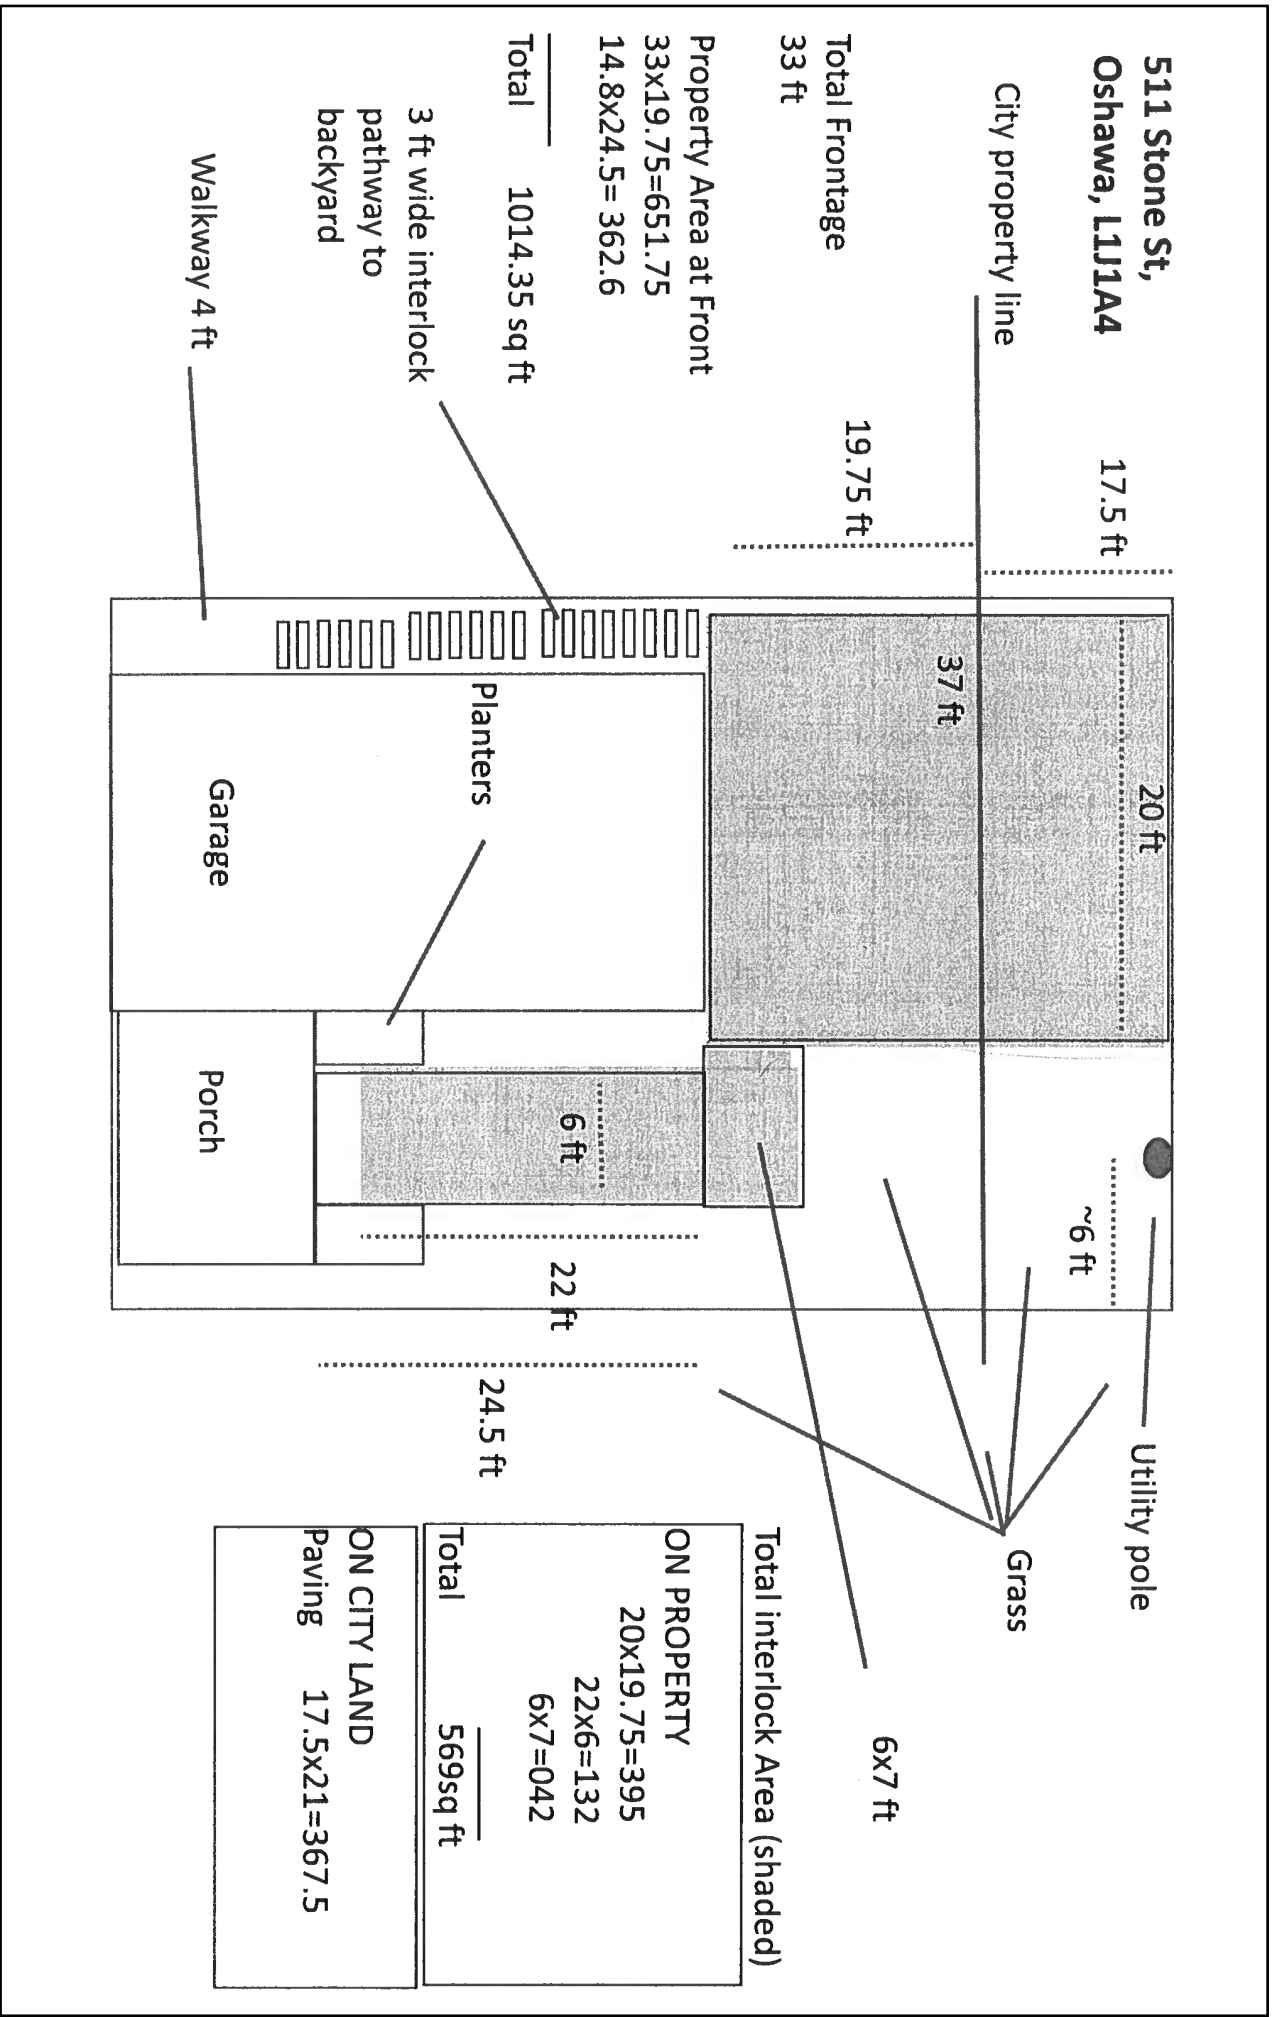 511 Stone St,
Oshawa, L1J1A4
17.5 ft
City property line
Total Frontage
33 ft
19.75 ft
Property Area at Front
33x19.75=651.75
14.8x24.5= 362.6
Total 1014.35 sq ft
3 ft wide interlock
pathway to
backyard
Walkway 4 ft
20 ft
37 ft
Planters
Garage
Porch
6 ft
~6 ft
22 ft
24.5 ft
Utility pole
Grass
6x7 ft
Total interlock Area (shaded)
ON PROPERTY
20x19.75=395
22x6=132
6x7=042
Total 569sq ft
ON CITY LAND
Paving 17.5x21=367.5